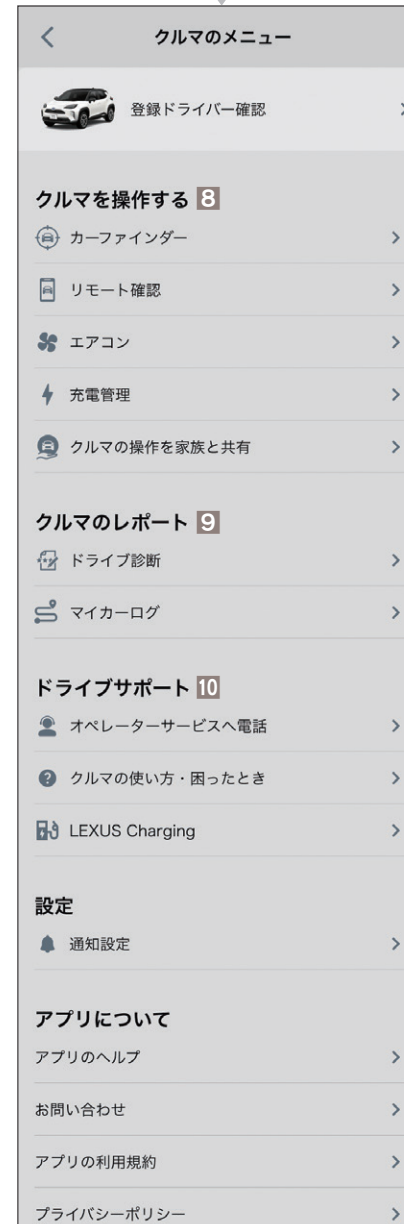 クルマのメニュー
登録ドライバー確認
クルマを操作する 8
カーファインダー
リモート確認
エアコン
充電管理
クルマの操作を家族と共有
クルマのレポート 9
ドライブ診断
マイカーログ
ドライブサポート 10
オペレーターサービスへ電話
クルマの使い方・困ったとき
LEXUS Charging
設定
通知設定
アプリについて
アプリのヘルプ
お問い合わせ
アプリの利用規約
プライバシーポリシー